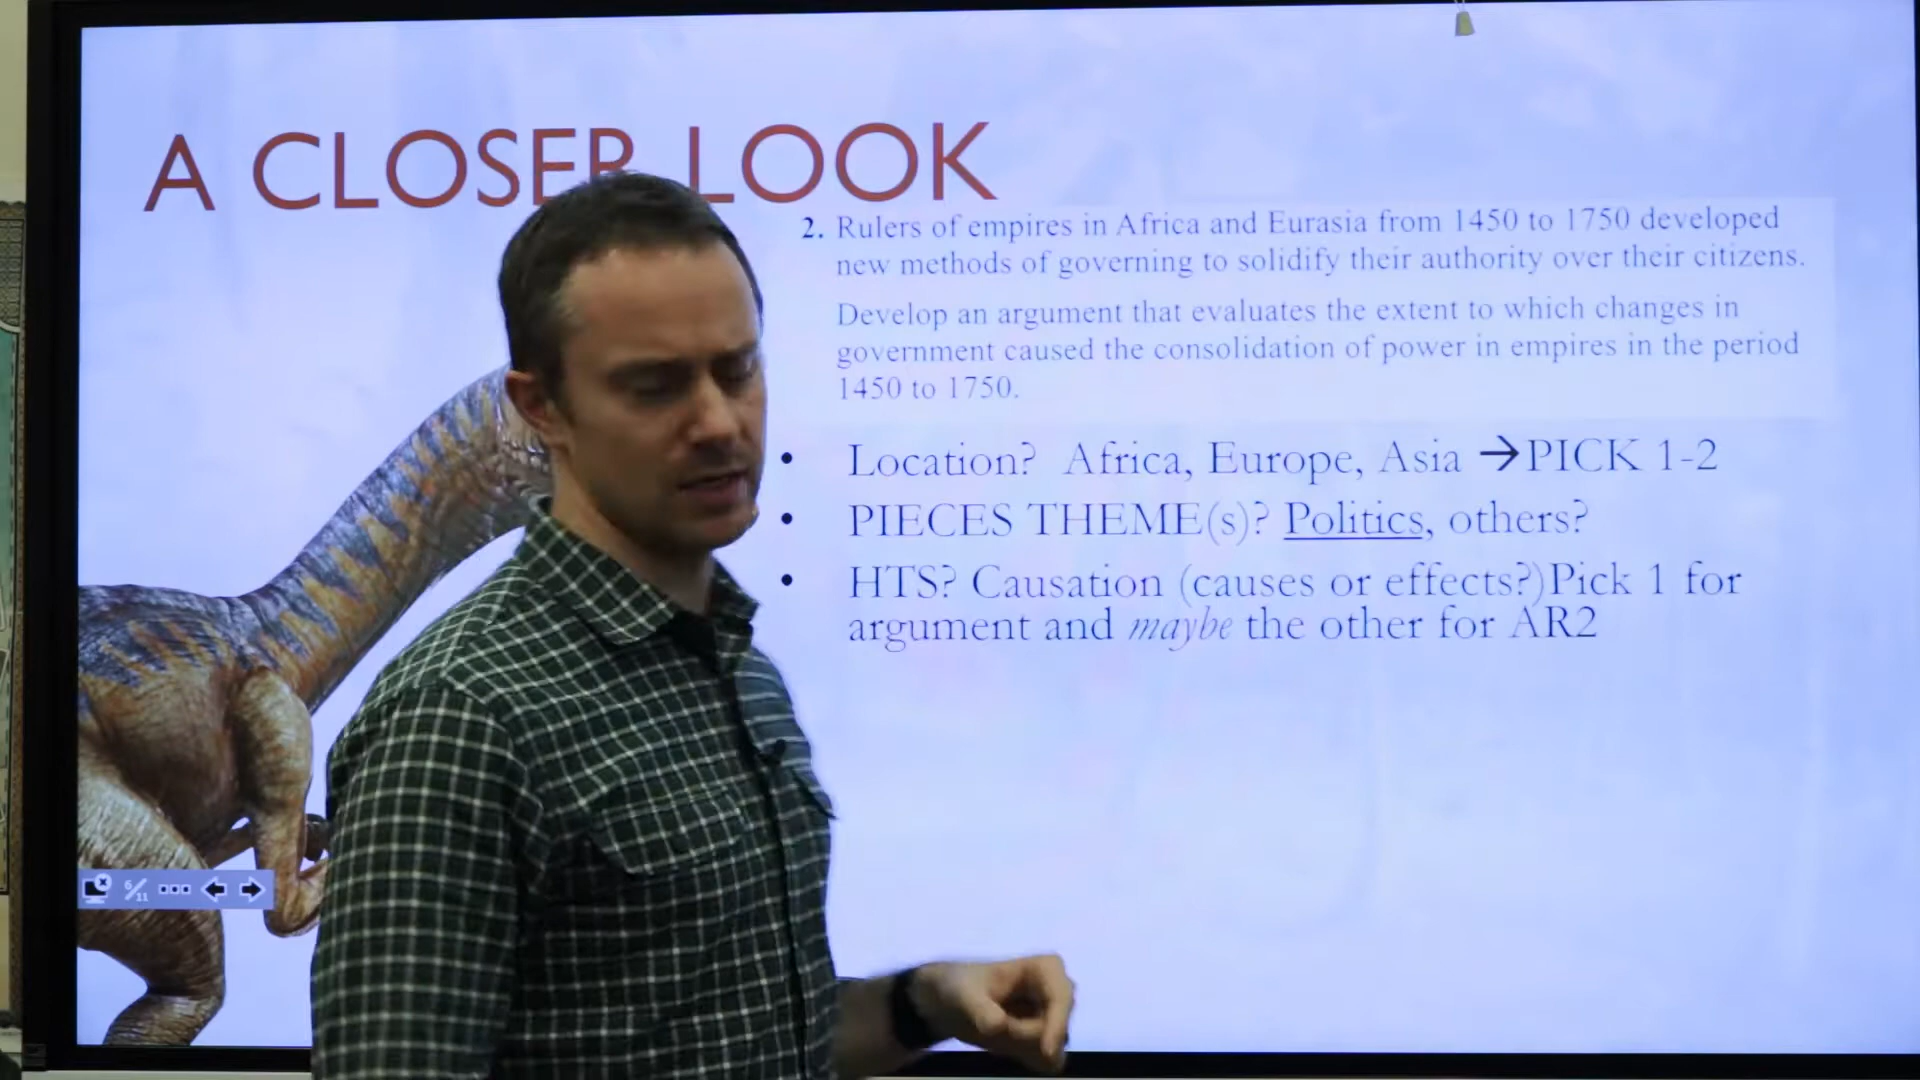 A CLOSER LOOK
2. Rulers of empires in Africa and Eurasia from 1450 to 1750 developed
new methods of governing to solidify their authority over their citizens.
Develop an argument that evaluates the extent to which changes in
government caused the consolidation of power in empires in the period
1450 to 1750.
• Location? Africa, Europe, Asia →PICK 1-2
• PIECES THEME(s)? Politics, others?
• HTS? Causation (causes or effects?)Pick 1 for
argument and maybe the other for AR2
6/11